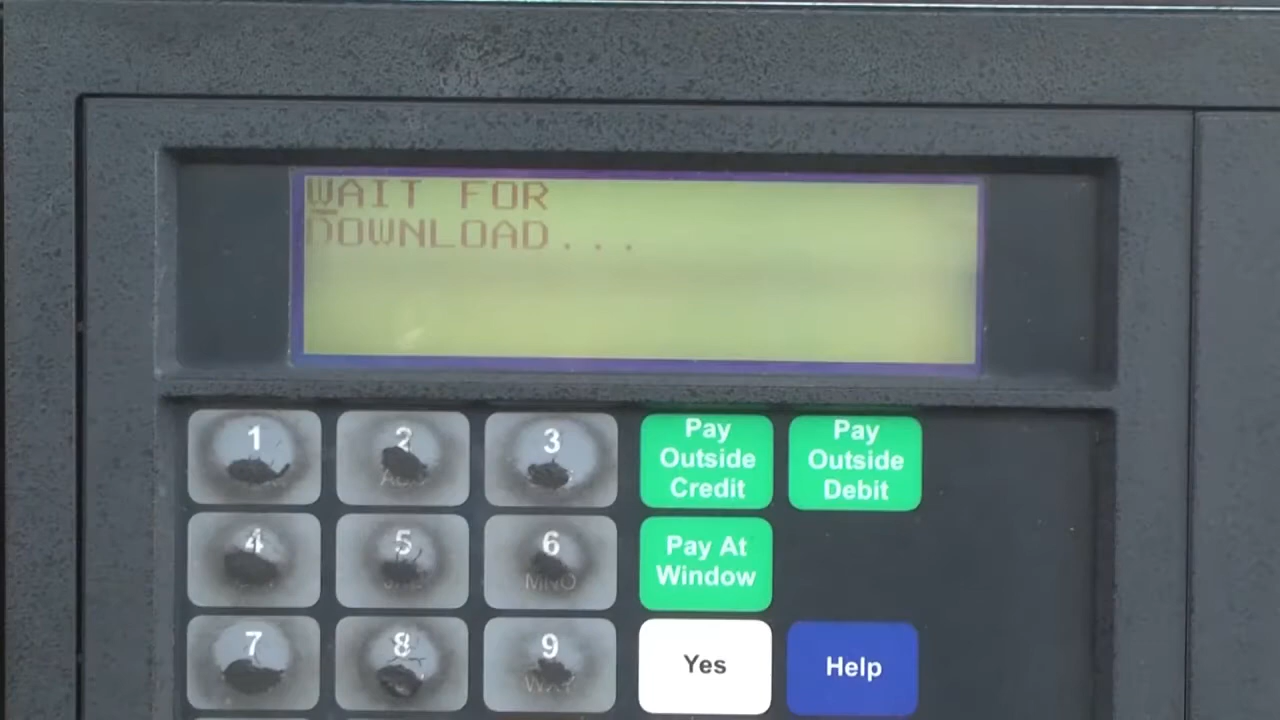 WAIT FOR
DOWNLOAD...
1
2
3
Pay
Outside
Credit
Pay
Outside
Debit
4
5
6
MNO
Pay At
Window
7
8
9
Yes
Help